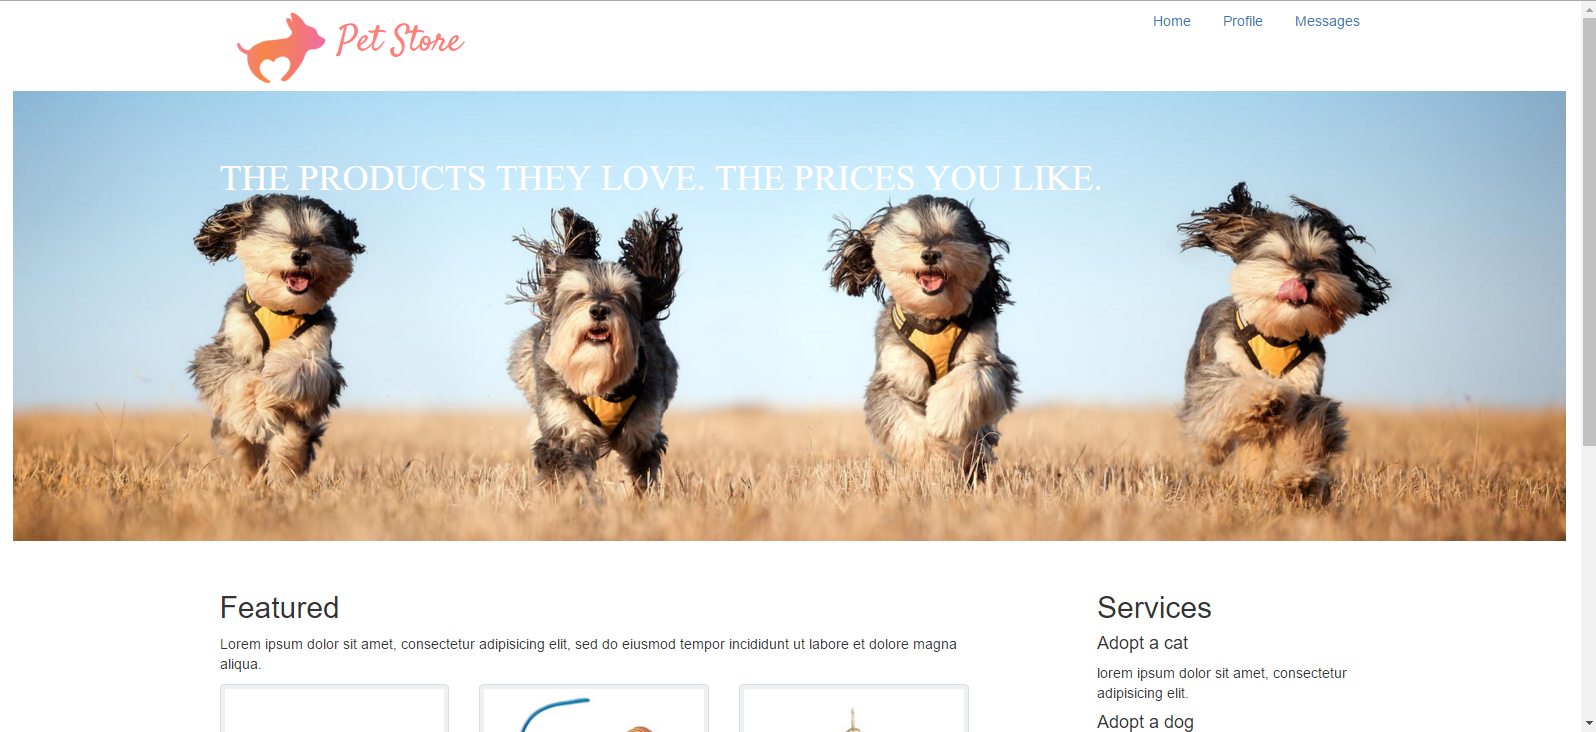 Pet Store
Home Profile Messages
THE PRODUCTS THEY LOVE. THE PRICES YOU LIKE.
Featured
Lorem ipsum dolor sit amet, consectetur adipisicing elit, sed do eiusmod tempor incididunt ut labore et dolore magna
aliqua.
Services
Adopt a cat
lorem ipsum dolor sit amet, consectetur
adipisicing elit.
Adopt a dog